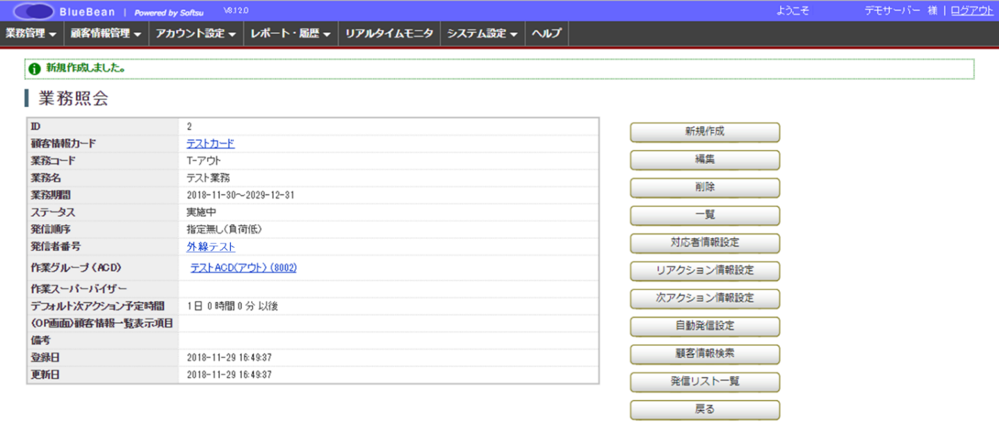 BlueBean | Powered by Softsu V8.12.0 ようこそ デモサーバー 様 | ログアウト
業務管理 顧客情報管理 アカウント設定 レポート・履歴 リアルタイムモニタ システム設定 ヘルプ
新規作成しました。
業務照会
ID 2
顧客情報カード テストカード
業務コード T-アウト
業務名 テスト業務
業務期間 2018-11-30～2029-12-31
ステータス 実施中
発信順序 指定無し(負荷低)
発信者番号 外線テスト
作業グループ(ACD) テストACD(アウト) (8002)
作業スーパーバイザー
デフォルト次アクション予定時間 1日 0 時間 0 分 以後
(OP画面)顧客情報一覧表示項目
備考
登録日 2018-11-29 16:49:37
更新日 2018-11-29 16:49:37
新規作成
編集
削除
一覧
対応者情報設定
リアクション情報設定
次アクション情報設定
自動発信設定
顧客情報検索
発信リスト一覧
戻る